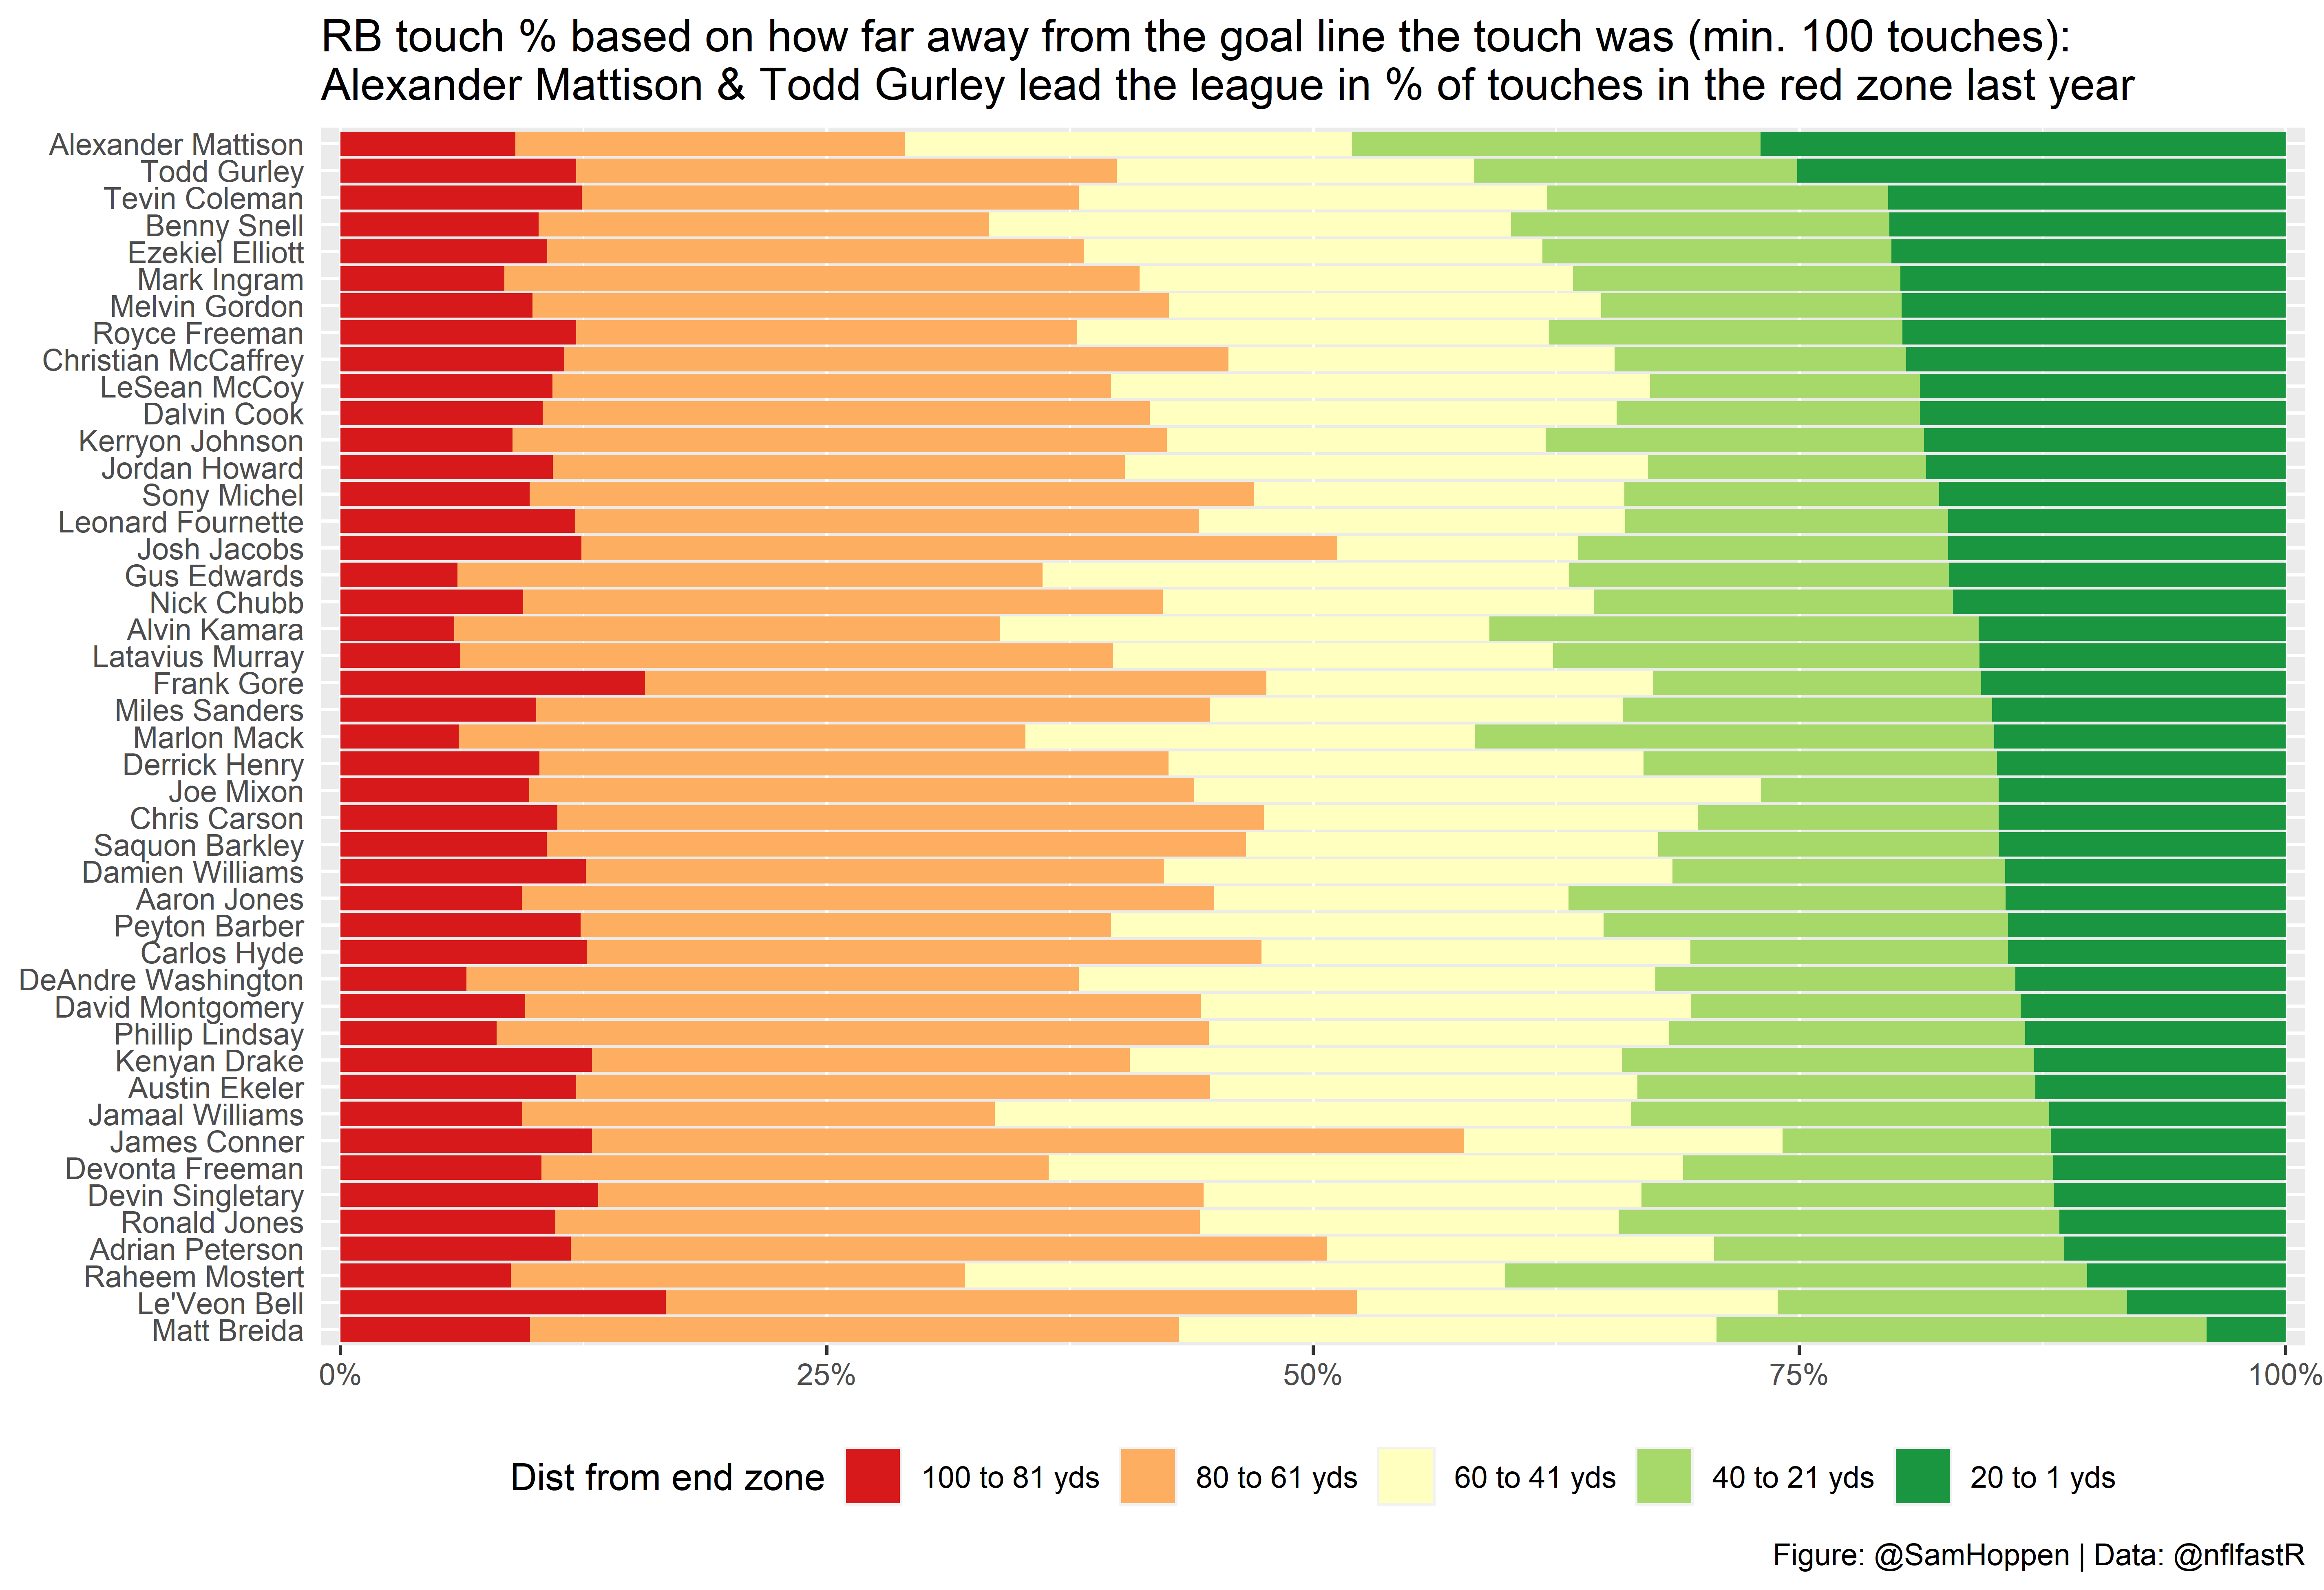 RB touch % based on how far away from the goal line the touch was (min. 100 touches):
Alexander Mattison & Todd Gurley lead the league in % of touches in the red zone last year
Alexander Mattison
Todd Gurley
Tevin Coleman
Benny Snell
Ezekiel Elliott
Mark Ingram
Melvin Gordon
Royce Freeman
Christian McCaffrey
LeSean McCoy
Dalvin Cook
Kerryon Johnson
Jordan Howard
Sony Michel
Leonard Fournette
Josh Jacobs
Gus Edwards
Nick Chubb
Alvin Kamara
Latavius Murray
Frank Gore
Miles Sanders
Marlon Mack
Derrick Henry
Joe Mixon
Chris Carson
Saquon Barkley
Damien Williams
Aaron Jones
Peyton Barber
Carlos Hyde
DeAndre Washington
David Montgomery
Phillip Lindsay
Kenyan Drake
Austin Ekeler
Jamaal Williams
James Conner
Devonta Freeman
Devin Singletary
Ronald Jones
Adrian Peterson
Raheem Mostert
Le'Veon Bell
Matt Breida
0% 25% 50% 75% 100%
Dist from end zone 100 to 81 yds 80 to 61 yds 60 to 41 yds 40 to 21 yds 20 to 1 yds
Figure: @SamHoppen | Data: @nflfastR